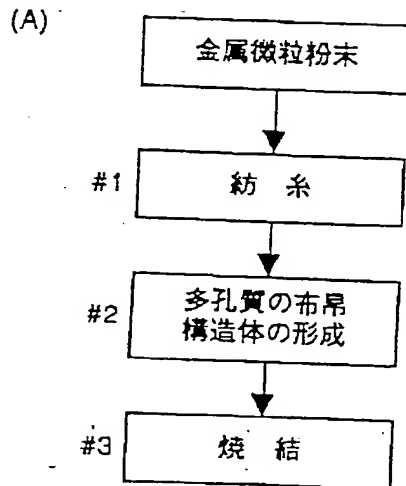 (A)
金属微粒粉末
#1 紡 糸
#2 多孔質の布帛
構造体の形成
#3 焼 結